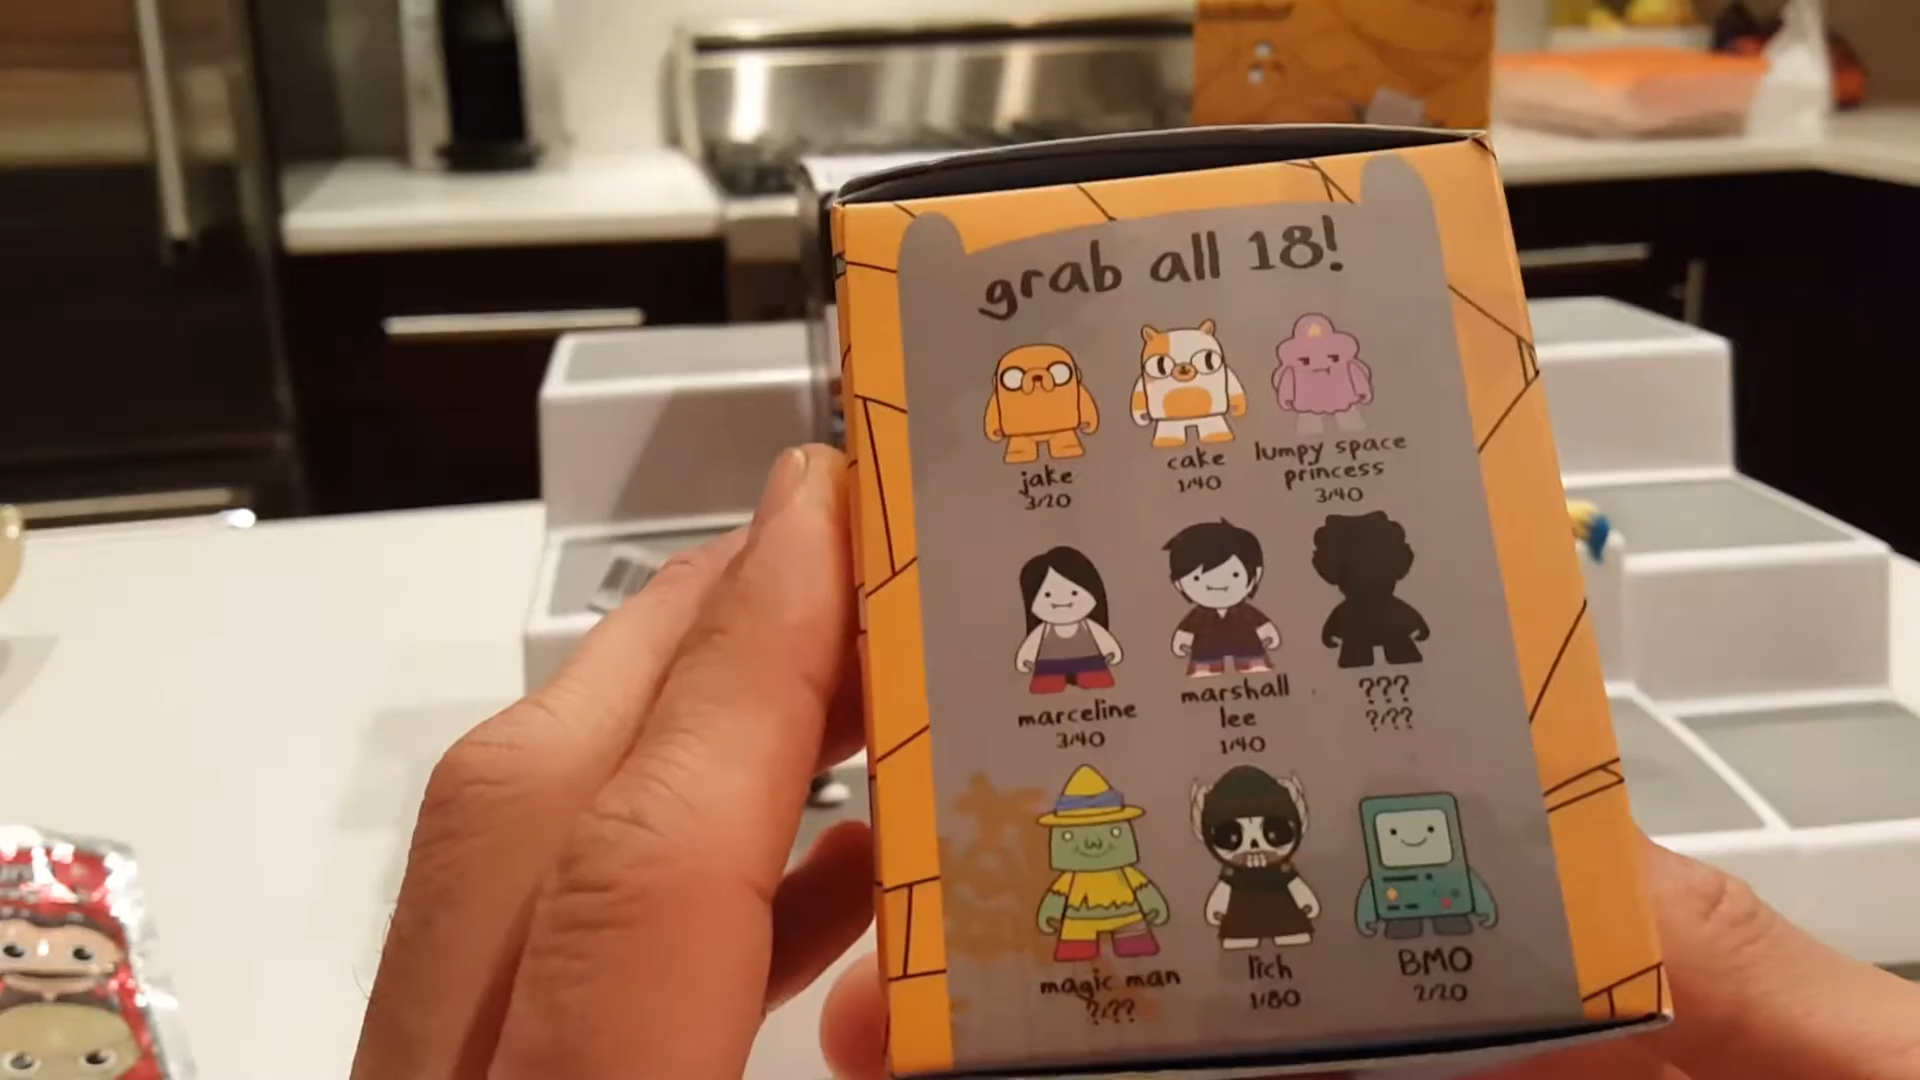 grab all 18!
jake
3/20
cake
1/40
lumpy space
princess
3/40
marceline
3/40
marshall
lee
1/40
???
?/??
magic man
?/??
lich
1/80
BMO
2/20